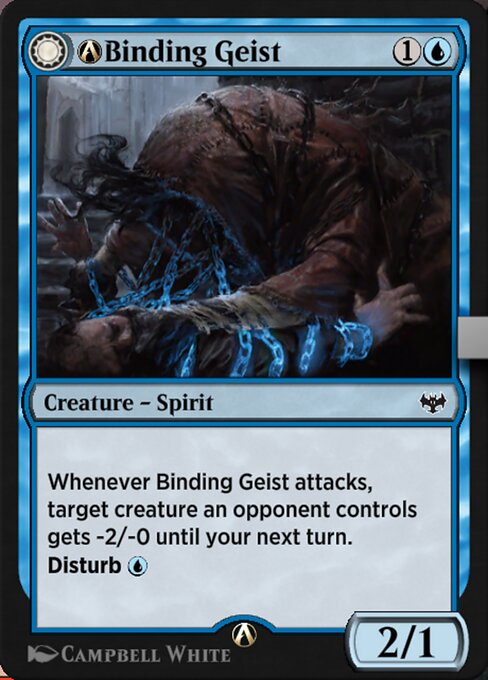 Binding Geist 1
Creature – Spirit
Whenever Binding Geist attacks,
target creature an opponent controls
gets -2/-0 until your next turn.
Disturb
2/1
Campbell White